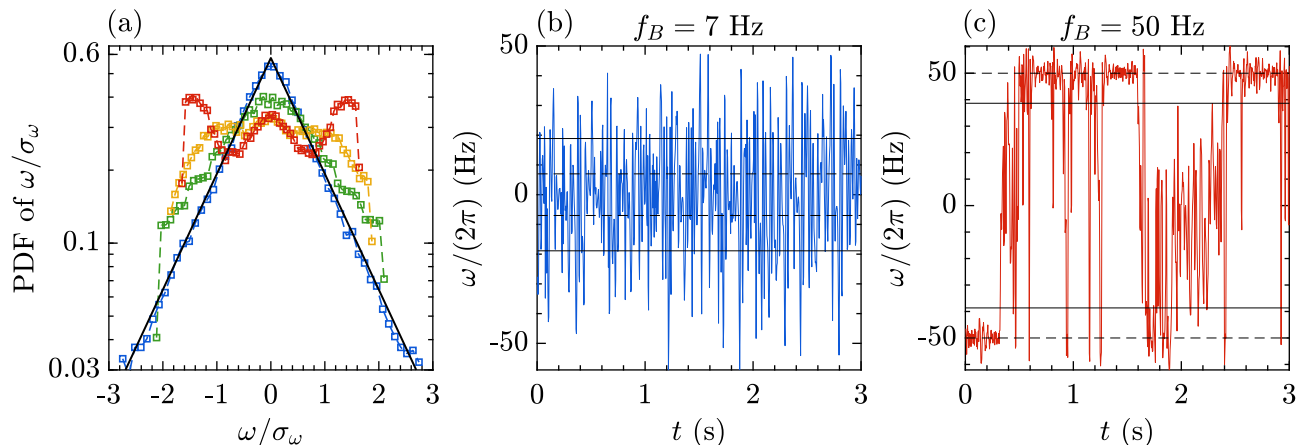 (a)
PDF of ω/σ_ω
0.6
0.1
0.03
-3 -2 -1 0 1 2 3
ω/σ_ω
(b) f_B = 7 Hz
ω/(2π) (Hz)
50
0
-50
0 1 2 3
t (s)
(c) f_B = 50 Hz
ω/(2π) (Hz)
50
0
-50
0 1 2 3
t (s)